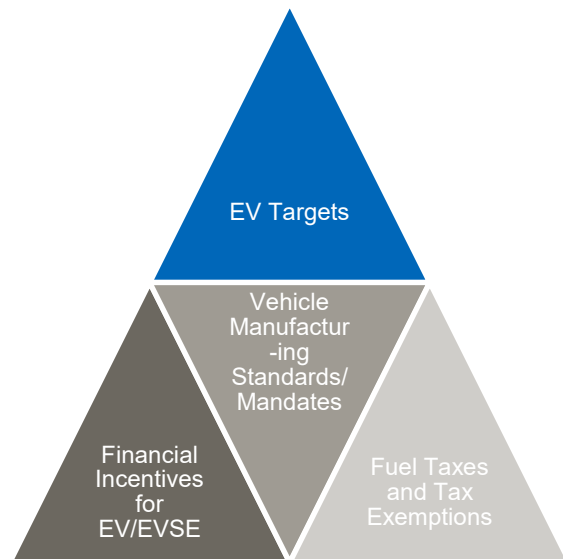 EV Targets
Vehicle
Manufactur
-ing
Standards/
Mandates
Financial
Incentives
for
EV/EVSE
Fuel Taxes
and Tax
Exemptions